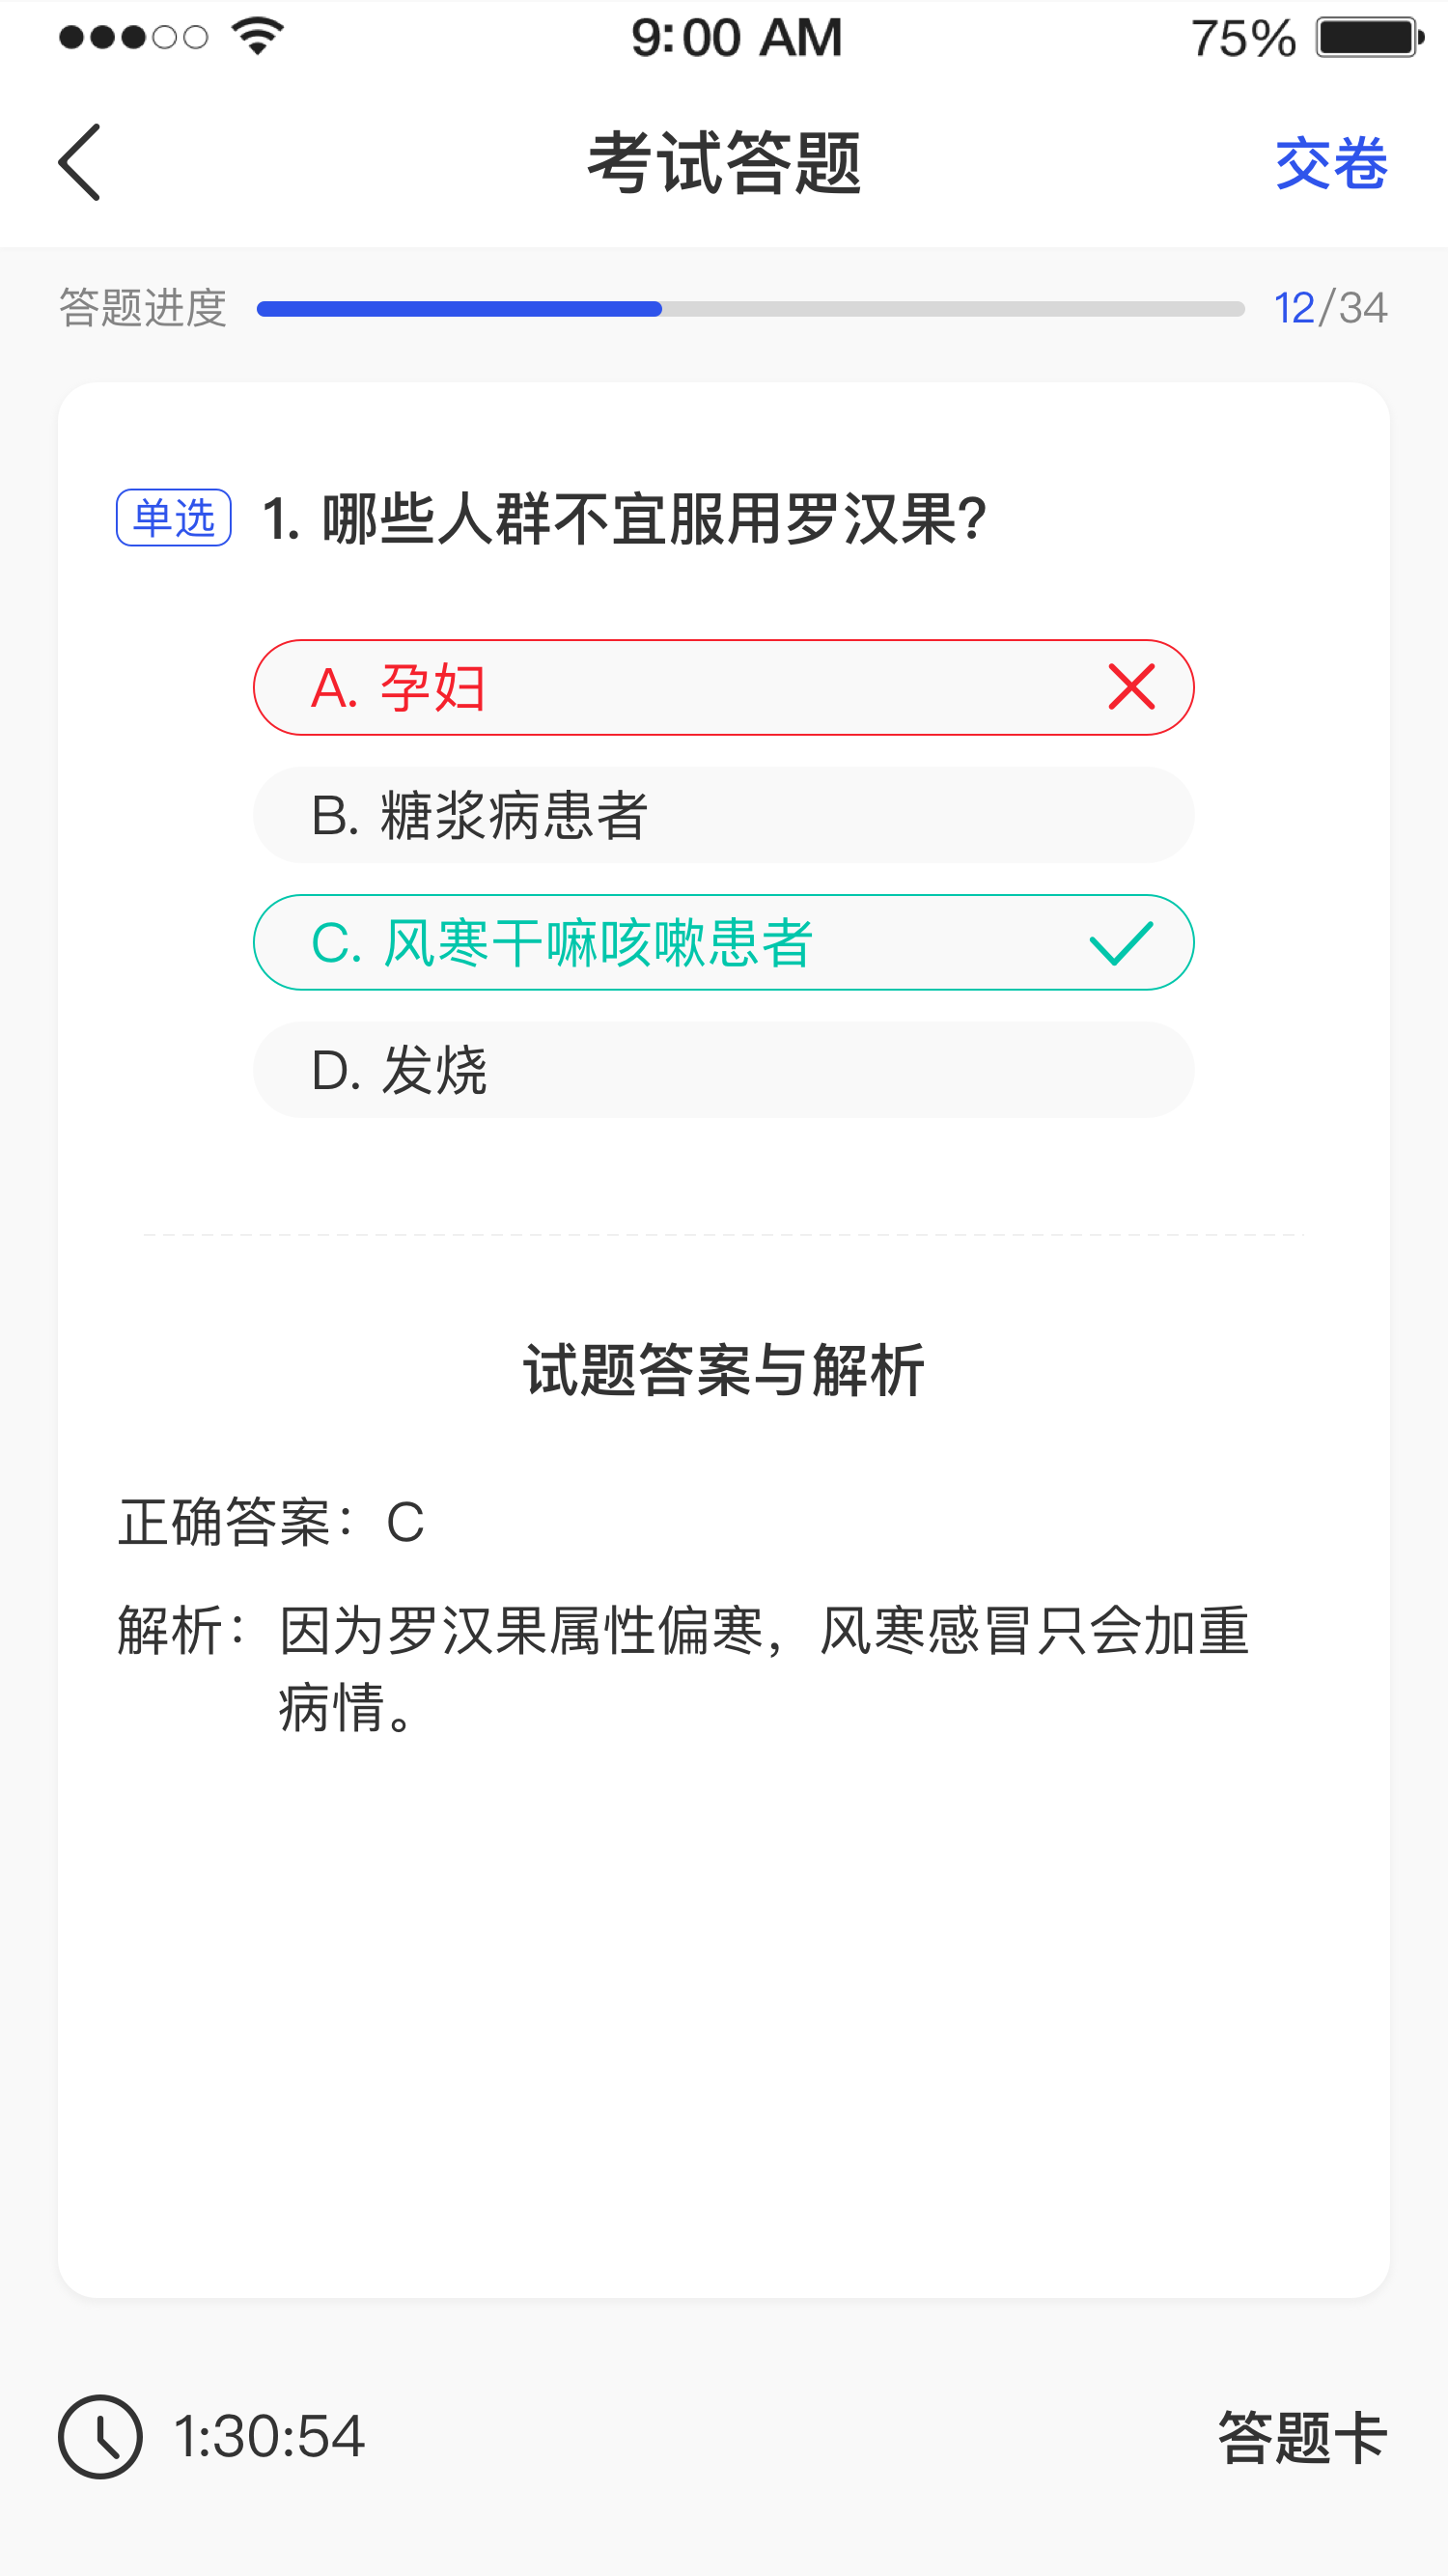 9:00 AM 75%
考试答题 交卷
答题进度 12/34
单选 1. 哪些人群不宜服用罗汉果?
A. 孕妇
B. 糖浆病患者
C. 风寒干嘛咳嗽患者
D. 发烧
试题答案与解析
正确答案：C
解析：因为罗汉果属性偏寒，风寒感冒只会加重
病情。
1:30:54 答题卡